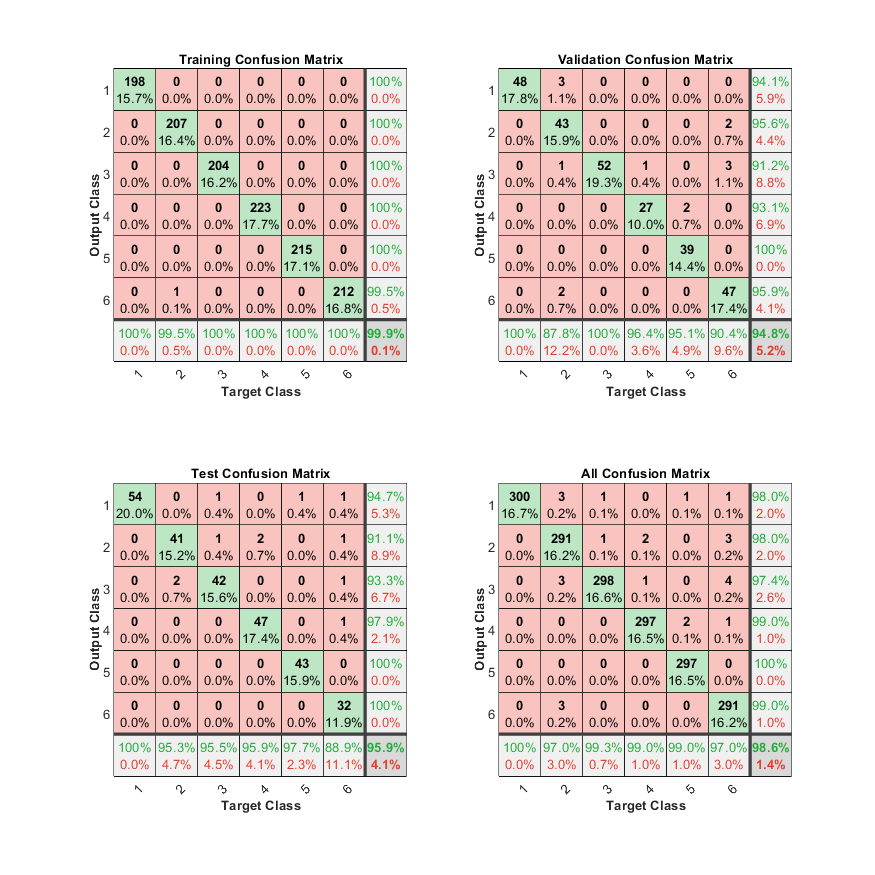 Training Confusion Matrix
1 198 0 0 0 0 0 100%
15.7% 0.0% 0.0% 0.0% 0.0% 0.0% 0.0%
2 0 207 0 0 0 0 100%
0.0% 16.4% 0.0% 0.0% 0.0% 0.0% 0.0%
3 0 0 204 0 0 0 100%
0.0% 0.0% 16.2% 0.0% 0.0% 0.0% 0.0%
4 0 0 0 223 0 0 100%
0.0% 0.0% 0.0% 17.7% 0.0% 0.0% 0.0%
5 0 0 0 0 215 0 100%
0.0% 0.0% 0.0% 0.0% 17.1% 0.0% 0.0%
6 0 1 0 0 0 212 99.5%
0.0% 0.1% 0.0% 0.0% 0.0% 16.8% 0.5%
100% 99.5% 100% 100% 100% 100% 99.9%
0.0% 0.5% 0.0% 0.0% 0.0% 0.0% 0.1%
1 2 3 4 5 6
Target Class
Output Class
Validation Confusion Matrix
1 48 3 0 0 0 0 94.1%
17.8% 1.1% 0.0% 0.0% 0.0% 0.0% 5.9%
2 0 43 0 0 0 2 95.6%
0.0% 15.9% 0.0% 0.0% 0.0% 0.7% 4.4%
3 0 1 52 1 0 3 91.2%
0.0% 0.4% 19.3% 0.4% 0.0% 1.1% 8.8%
4 0 0 0 27 2 0 93.1%
0.0% 0.0% 0.0% 10.0% 0.7% 0.0% 6.9%
5 0 0 0 0 39 0 100%
0.0% 0.0% 0.0% 0.0% 14.4% 0.0% 0.0%
6 0 2 0 0 0 47 95.9%
0.0% 0.7% 0.0% 0.0% 0.0% 17.4% 4.1%
100% 87.8% 100% 96.4% 95.1% 90.4% 94.8%
0.0% 12.2% 0.0% 3.6% 4.9% 9.6% 5.2%
1 2 3 4 5 6
Target Class
Output Class
Test Confusion Matrix
1 54 0 1 0 1 1 94.7%
20.0% 0.0% 0.4% 0.0% 0.4% 0.4% 5.3%
2 0 41 1 2 0 1 91.1%
0.0% 15.2% 0.4% 0.7% 0.0% 0.4% 8.9%
3 0 2 42 0 0 1 93.3%
0.0% 0.7% 15.6% 0.0% 0.0% 0.4% 6.7%
4 0 0 0 47 0 1 97.9%
0.0% 0.0% 0.0% 17.4% 0.0% 0.4% 2.1%
5 0 0 0 0 43 0 100%
0.0% 0.0% 0.0% 0.0% 15.9% 0.0% 0.0%
6 0 0 0 0 0 32 100%
0.0% 0.0% 0.0% 0.0% 0.0% 11.9% 0.0%
100% 95.3% 95.5% 95.9% 97.7% 88.9% 95.9%
0.0% 4.7% 4.5% 4.1% 2.3% 11.1% 4.1%
1 2 3 4 5 6
Target Class
Output Class
All Confusion Matrix
1 300 3 1 0 1 1 98.0%
16.7% 0.2% 0.1% 0.0% 0.1% 0.1% 2.0%
2 0 291 1 2 0 3 98.0%
0.0% 16.2% 0.1% 0.1% 0.0% 0.2% 2.0%
3 0 3 298 1 0 4 97.4%
0.0% 0.2% 16.6% 0.1% 0.0% 0.2% 2.6%
4 0 0 0 297 2 1 99.0%
0.0% 0.0% 0.0% 16.5% 0.1% 0.1% 1.0%
5 0 0 0 0 297 0 100%
0.0% 0.0% 0.0% 0.0% 16.5% 0.0% 0.0%
6 0 3 0 0 0 291 99.0%
0.0% 0.2% 0.0% 0.0% 0.0% 16.2% 1.0%
100% 97.0% 99.3% 99.0% 99.0% 97.0% 98.6%
0.0% 3.0% 0.7% 1.0% 1.0% 3.0% 1.4%
1 2 3 4 5 6
Target Class
Output Class